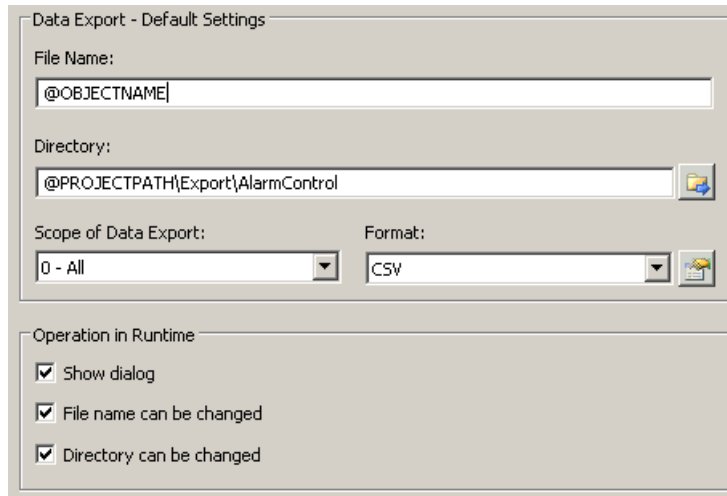 Data Export - Default Settings
File Name:
@OBJECTNAME
Directory:
@PROJECTPATH\Export\AlarmControl
Scope of Data Export: Format:
0 - All CSV
Operation in Runtime
Show dialog
File name can be changed
Directory can be changed